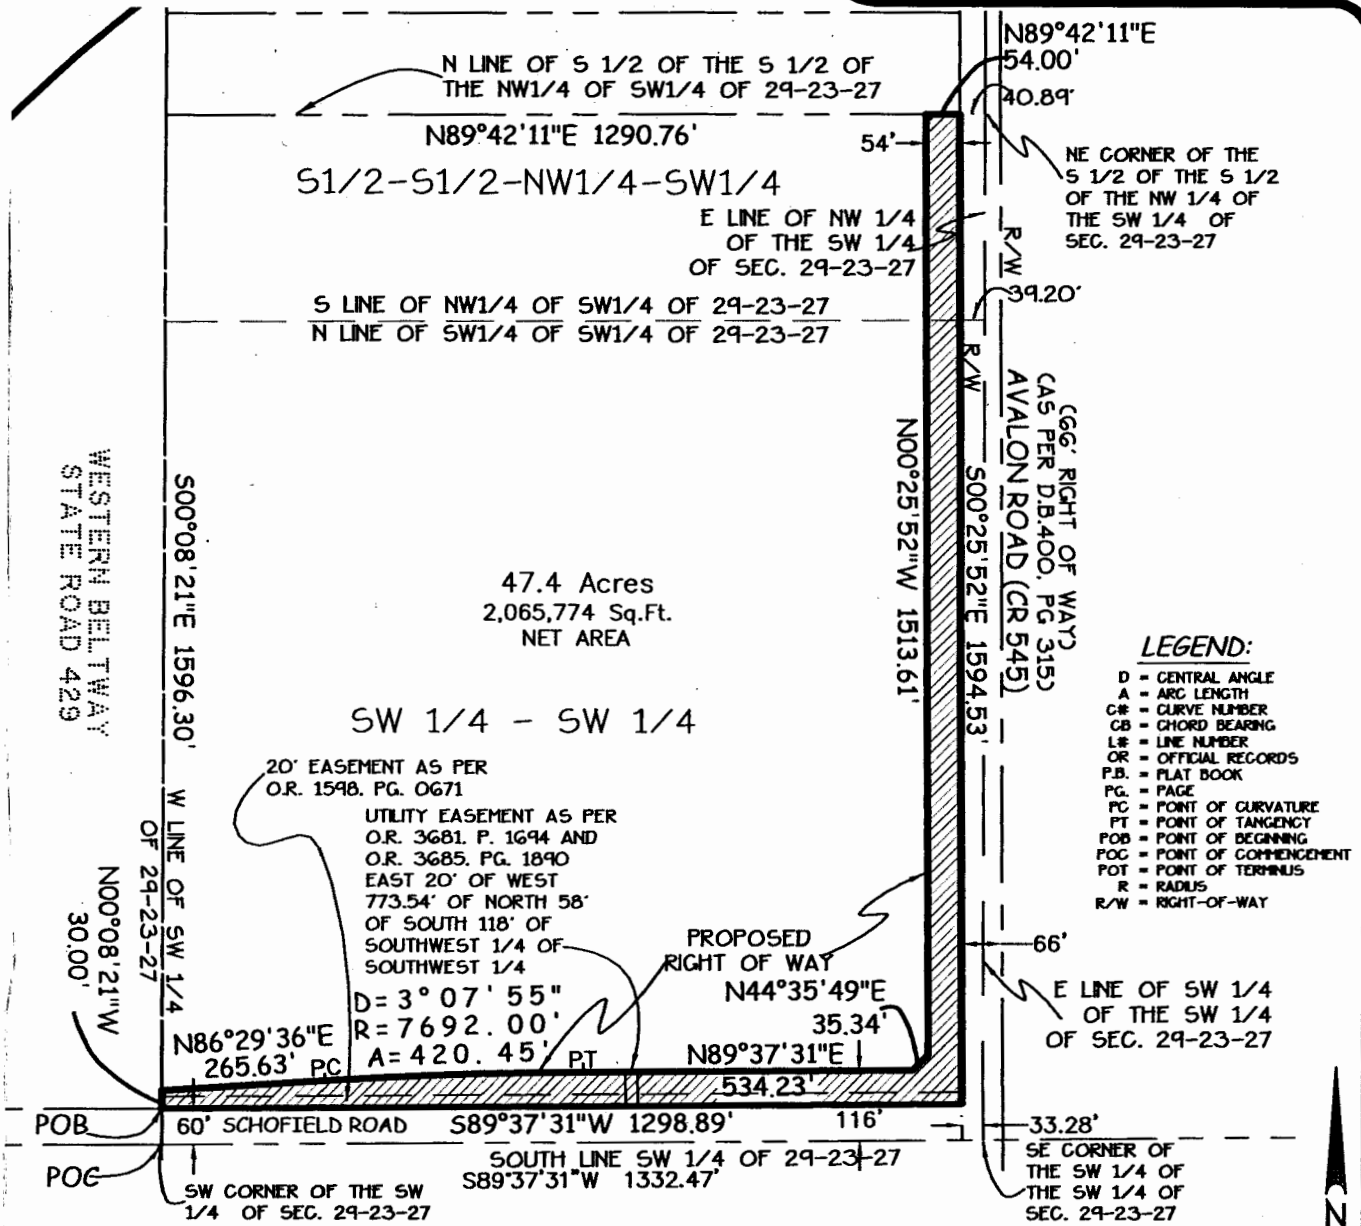 N89°42'11"E
54.00'
40.89'
N LINE OF S 1/2 OF THE S 1/2 OF
THE NW1/4 OF SW1/4 OF 29-23-27
N89°42'11"E 1290.76'
54'
S1/2-S1/2-NW1/4-SW1/4
NE CORNER OF THE
S 1/2 OF THE S 1/2
OF THE NW 1/4 OF
THE SW 1/4 OF
SEC. 29-23-27
E LINE OF NW 1/4
OF THE SW 1/4
OF SEC. 29-23-27
R/W
39.20'
S LINE OF NW1/4 OF SW1/4 OF 29-23-27
N LINE OF SW1/4 OF SW1/4 OF 29-23-27
R/W
(66' RIGHT OF WAY)
(AS PER D.B.400, PG 315)
AVALON ROAD (CR 545)
N00°25'52"W 1513.61'
S00°25'52"E 1594.53'
WESTERN BELTWAY
STATE ROAD 429
S00°08'21"E 1596.30'
W LINE OF SW 1/4
OF 29-23-27
N00°08'21"W
30.00'
47.4 Acres
2,065,774 Sq.Ft.
NET AREA
SW 1/4 - SW 1/4
LEGEND:
D = CENTRAL ANGLE
A = ARC LENGTH
C# = CURVE NUMBER
CB = CHORD BEARING
L# = LINE NUMBER
OR = OFFICIAL RECORDS
P.B. = PLAT BOOK
PG. = PAGE
PC = POINT OF CURVATURE
PT = POINT OF TANGENCY
POB = POINT OF BEGINNING
POC = POINT OF COMMENCEMENT
POT = POINT OF TERMINUS
R = RADIUS
R/W = RIGHT-OF-WAY
20' EASEMENT AS PER
O.R. 1598. PG. 0671
UTILITY EASEMENT AS PER
O.R. 3681. P. 1694 AND
O.R. 3685. PG. 1890
EAST 20' OF WEST
773.54' OF NORTH 58'
OF SOUTH 118' OF
SOUTHWEST 1/4 OF
SOUTHWEST 1/4
PROPOSED
RIGHT OF WAY
66'
N44°35'49"E
35.34'
E LINE OF SW 1/4
OF THE SW 1/4
OF SEC. 29-23-27
D=3°07'55"
R=7692.00'
A=420.45'
N86°29'36"E
265.63'
P.C
P.T
N89°37'31"E
534.23'
POB
60' SCHOFIELD ROAD
S89°37'31"W 1298.89'
116'
33.28'
POC
SOUTH LINE SW 1/4 OF 29-23-27
S89°37'31"W 1332.47'
SW CORNER OF THE SW
1/4 OF SEC. 29-23-27
SE CORNER OF
THE SW 1/4 OF
THE SW 1/4 OF
SEC. 29-23-27
N